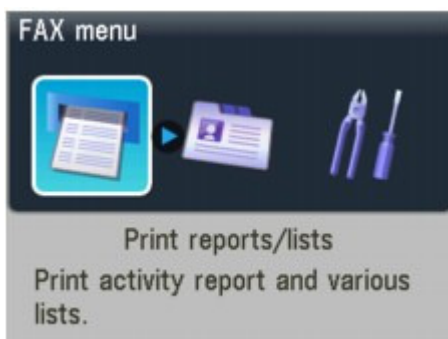 FAX menu
Print reports/lists
Print activity report and various
lists.